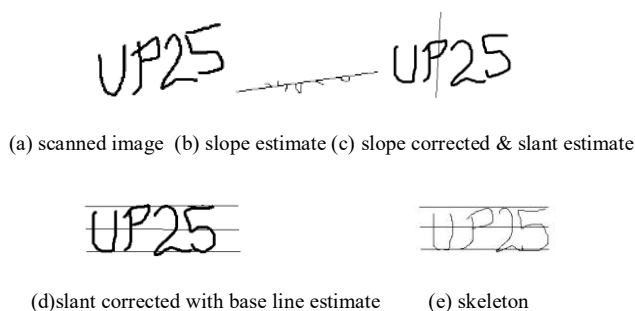 UP25 UP25
(a) scanned image (b) slope estimate (c) slope corrected & slant estimate
UP25 UP25
(d)slant corrected with base line estimate (e) skeleton